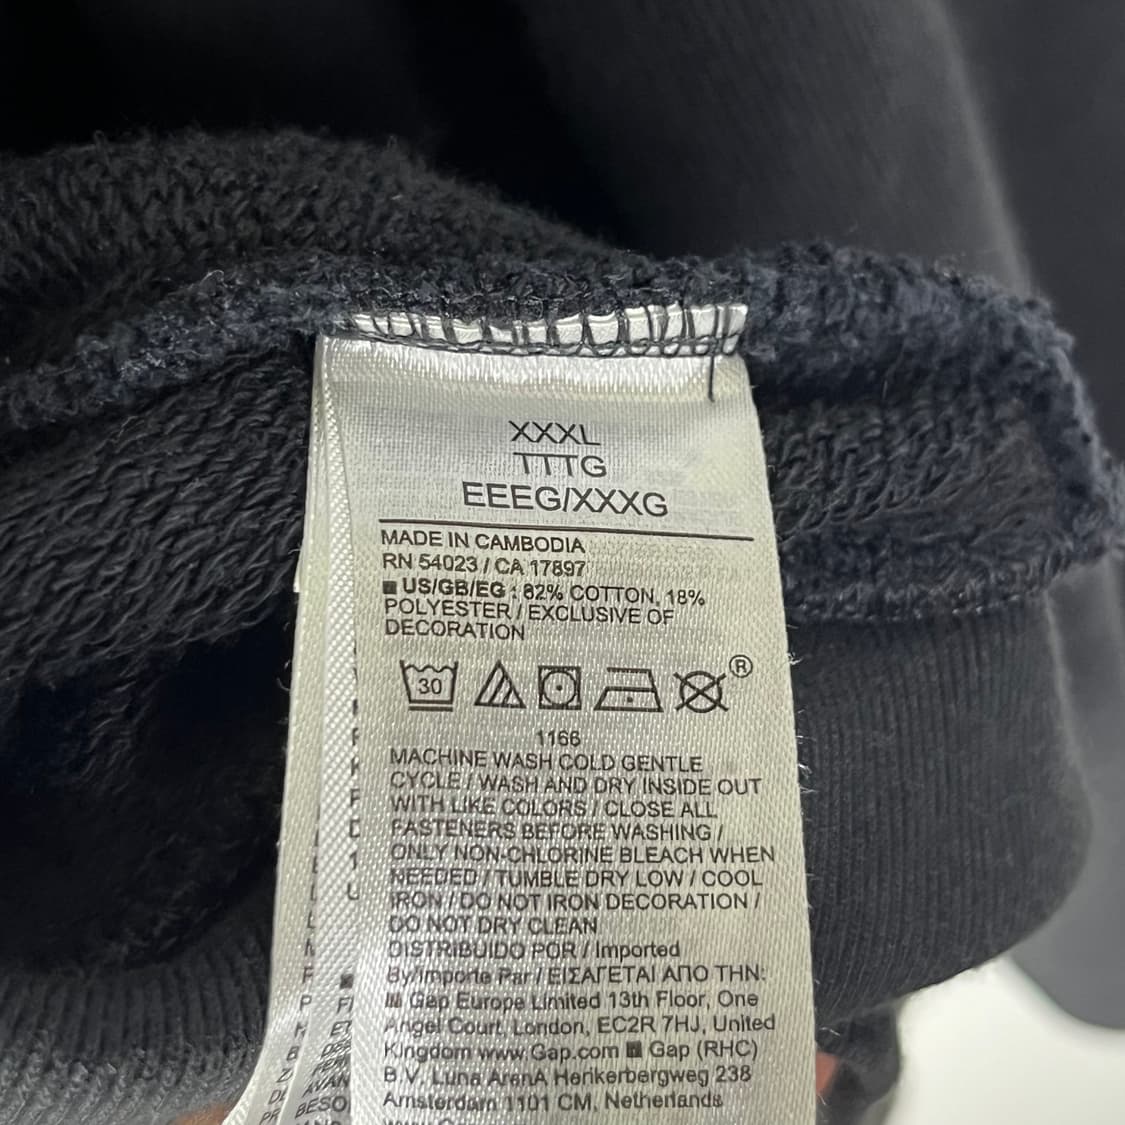 XXXL
TTTG
EEEG/XXXG
MADE IN CAMBODIA
RN 54023 / CA 17897
US/GB/EG : 82% COTTON, 18%
POLYESTER / EXCLUSIVE OF
DECORATION
30
®
1166
MACHINE WASH COLD GENTLE
CYCLE / WASH AND DRY INSIDE OUT
WITH LIKE COLORS / CLOSE ALL
FASTENERS BEFORE WASHING /
ONLY NON-CHLORINE BLEACH WHEN
NEEDED / TUMBLE DRY LOW / COOL
IRON / DO NOT IRON DECORATION /
DO NOT DRY CLEAN
DISTRIBUIDO POR / Imported
By/Importe Par / ΕΙΣΑΓΕΤΑΙ ΑΠΟ ΤΗΝ:
Gap Europe Limited 13th Floor, One
Angel Court, London, EC2R 7HJ, United
Kingdom www.Gap.com Gap (RHC)
B.V, Luna ArenA Herikerbergweg 238
Amsterdam 1101 CM, Netherlands